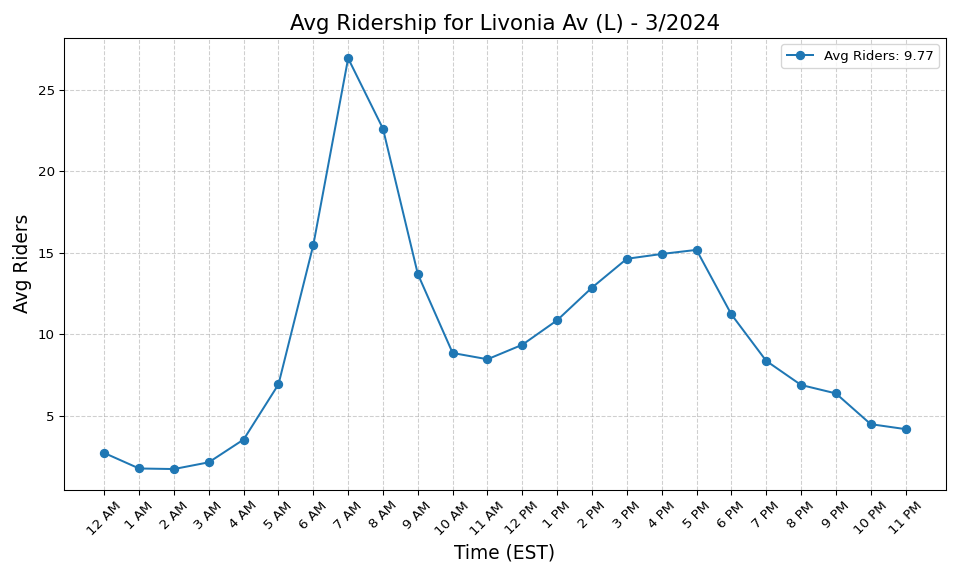 Avg Ridership for Livonia Av (L) - 3/2024
Avg Riders: 9.77
Avg Riders
25
20
15
10
5
12 AM
1 AM
2 AM
3 AM
4 AM
5 AM
6 AM
7 AM
8 AM
9 AM
10 AM
11 AM
12 PM
1 PM
2 PM
3 PM
4 PM
5 PM
6 PM
7 PM
8 PM
9 PM
10 PM
11 PM
Time (EST)